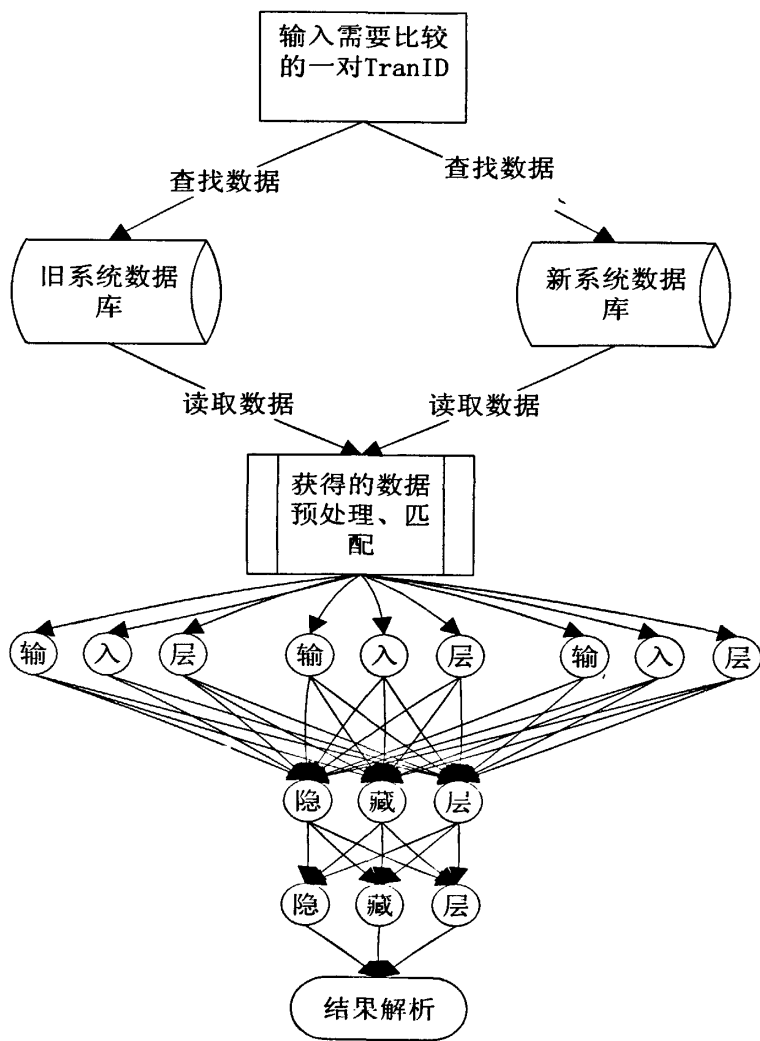 输入需要比较
的一对TranID
查找数据
查找数据
旧系统数据
库
新系统数据
库
读取数据
读取数据
获得的数据
预处理、匹
配
输 入 层 输 入 层 输 入 层
隐 藏 层
隐 藏 层
结果解析